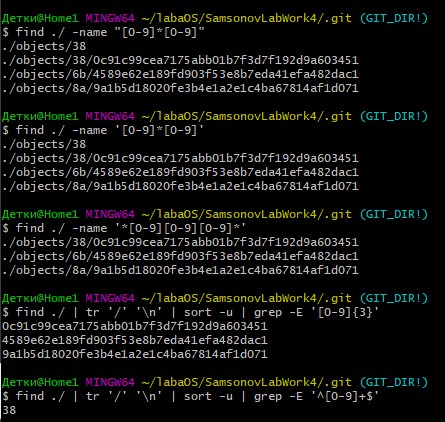 Детки@Home1 MINGW64 ~/labaOS/SamsonovLabWork4/.git (GIT_DIR!)
$ find ./ -name "[0-9]*[0-9]"
./objects/38
./objects/38/0c91c99cea7175abb01b7f3d7f192d9a603451
./objects/6b/4589e62e189fd903f53e8b7eda41efa482dac1
./objects/8a/9a1b5d18020fe3b4e1a2e1c4ba67814af1d071
Детки@Home1 MINGW64 ~/labaOS/SamsonovLabWork4/.git (GIT_DIR!)
$ find ./ -name '[0-9]*[0-9]'
./objects/38
./objects/38/0c91c99cea7175abb01b7f3d7f192d9a603451
./objects/6b/4589e62e189fd903f53e8b7eda41efa482dac1
./objects/8a/9a1b5d18020fe3b4e1a2e1c4ba67814af1d071
Детки@Home1 MINGW64 ~/labaOS/SamsonovLabWork4/.git (GIT_DIR!)
$ find ./ -name '*[0-9][0-9][0-9]*'
./objects/38/0c91c99cea7175abb01b7f3d7f192d9a603451
./objects/6b/4589e62e189fd903f53e8b7eda41efa482dac1
./objects/8a/9a1b5d18020fe3b4e1a2e1c4ba67814af1d071
Детки@Home1 MINGW64 ~/labaOS/SamsonovLabWork4/.git (GIT_DIR!)
$ find ./ | tr '/' '\n' | sort -u | grep -E '[0-9]{3}'
0c91c99cea7175abb01b7f3d7f192d9a603451
4589e62e189fd903f53e8b7eda41efa482dac1
9a1b5d18020fe3b4e1a2e1c4ba67814af1d071
Детки@Home1 MINGW64 ~/labaOS/SamsonovLabWork4/.git (GIT_DIR!)
$ find ./ | tr '/' '\n' | sort -u | grep -E '^[0-9]+$'
38